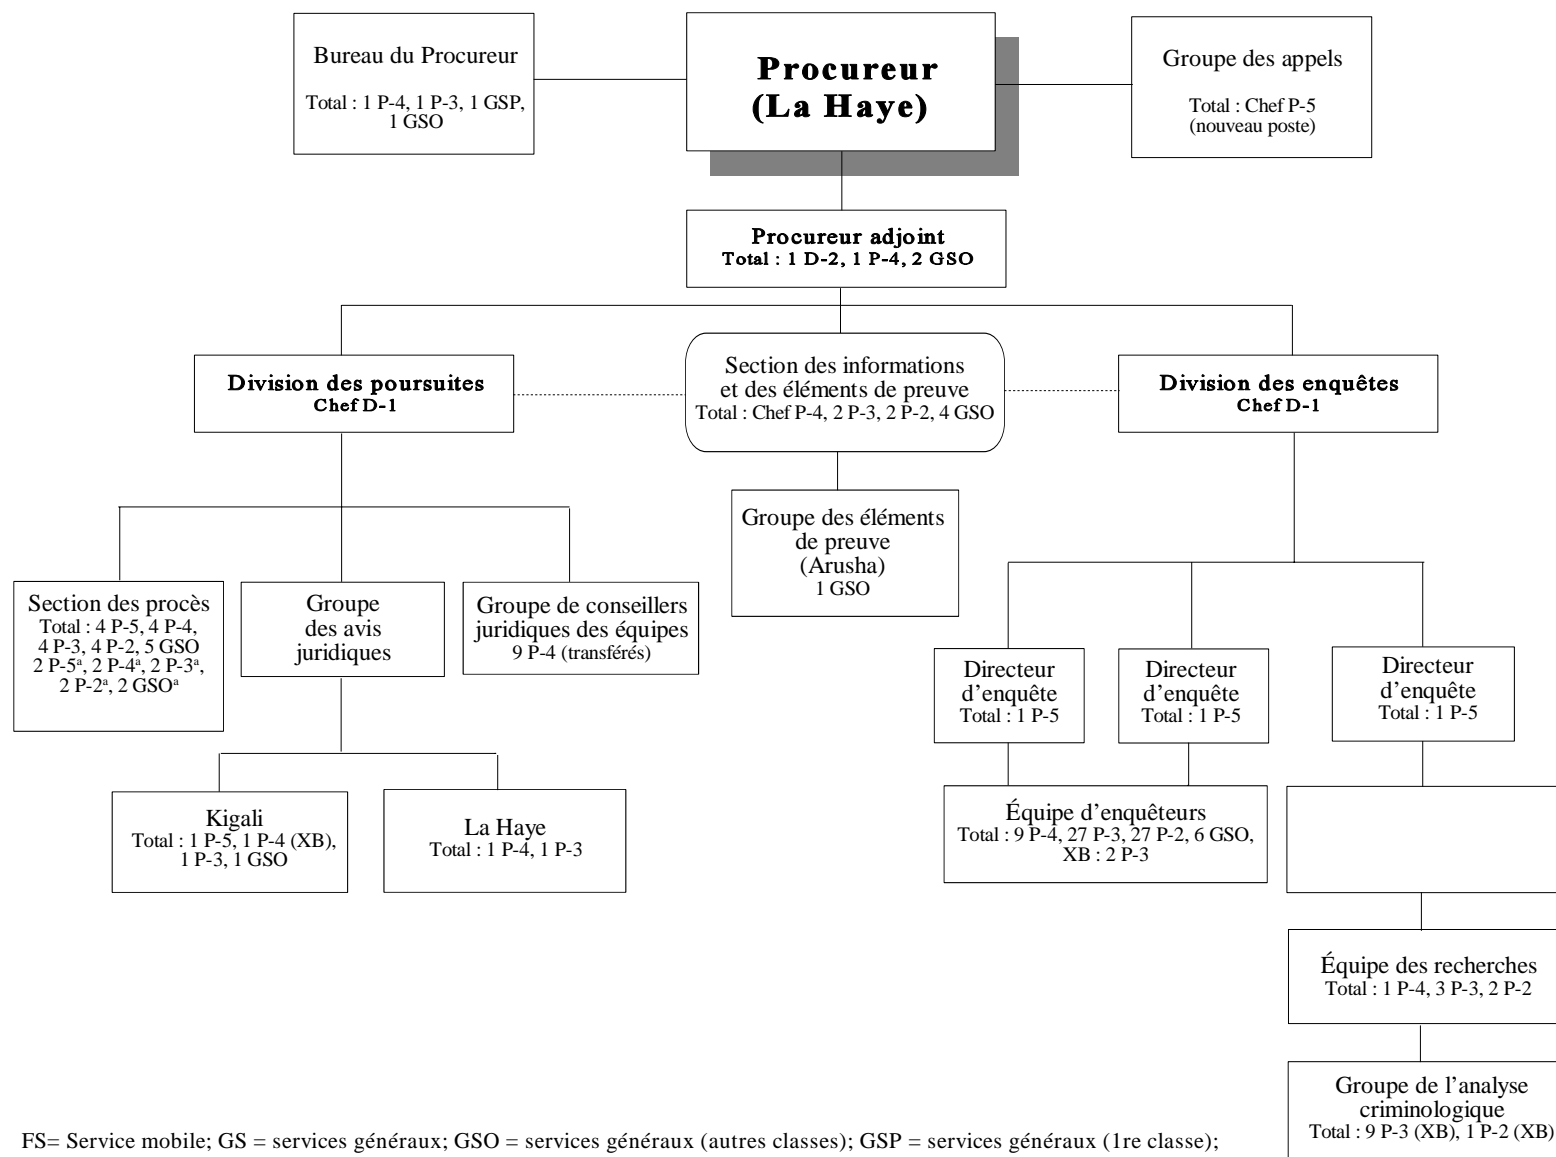 Bureau du Procureur
Total : 1 P-4, 1 P-3, 1 GSP,
1 GSO
Procureur
(La Haye)
Groupe des appels
Total : Chef P-5
(nouveau poste)
Procureur adjoint
Total : 1 D-2, 1 P-4, 2 GSO
Division des poursuites
Chef D-1
Section des informations
et des éléments de preuve
Total : Chef P-4, 2 P-3, 2 P-2, 4 GSO
Division des enquêtes
Chef D-1
Groupe des éléments
de preuve
(Arusha)
1 GSO
Section des procès
Total : 4 P-5, 4 P-4,
4 P-3, 4 P-2, 5 GSO
2 P-5ᵃ, 2 P-4ᵃ, 2 P-3ᵃ,
2 P-2ᵃ, 2 GSOᵃ
Groupe
des avis
juridiques
Groupe de conseillers
juridiques des équipes
9 P-4 (transférés)
Directeur
d’enquête
Total : 1 P-5
Directeur
d’enquête
Total : 1 P-5
Directeur
d’enquête
Total : 1 P-5
Kigali
Total : 1 P-5, 1 P-4 (XB),
1 P-3, 1 GSO
La Haye
Total : 1 P-4, 1 P-3
Équipe d’enquêteurs
Total : 9 P-4, 27 P-3, 27 P-2, 6 GSO,
XB : 2 P-3
Équipe des recherches
Total : 1 P-4, 3 P-3, 2 P-2
Groupe de l’analyse
criminologique
Total : 9 P-3 (XB), 1 P-2 (XB)
FS= Service mobile; GS = services généraux; GSO = services généraux (autres classes); GSP = services généraux (1re classe);